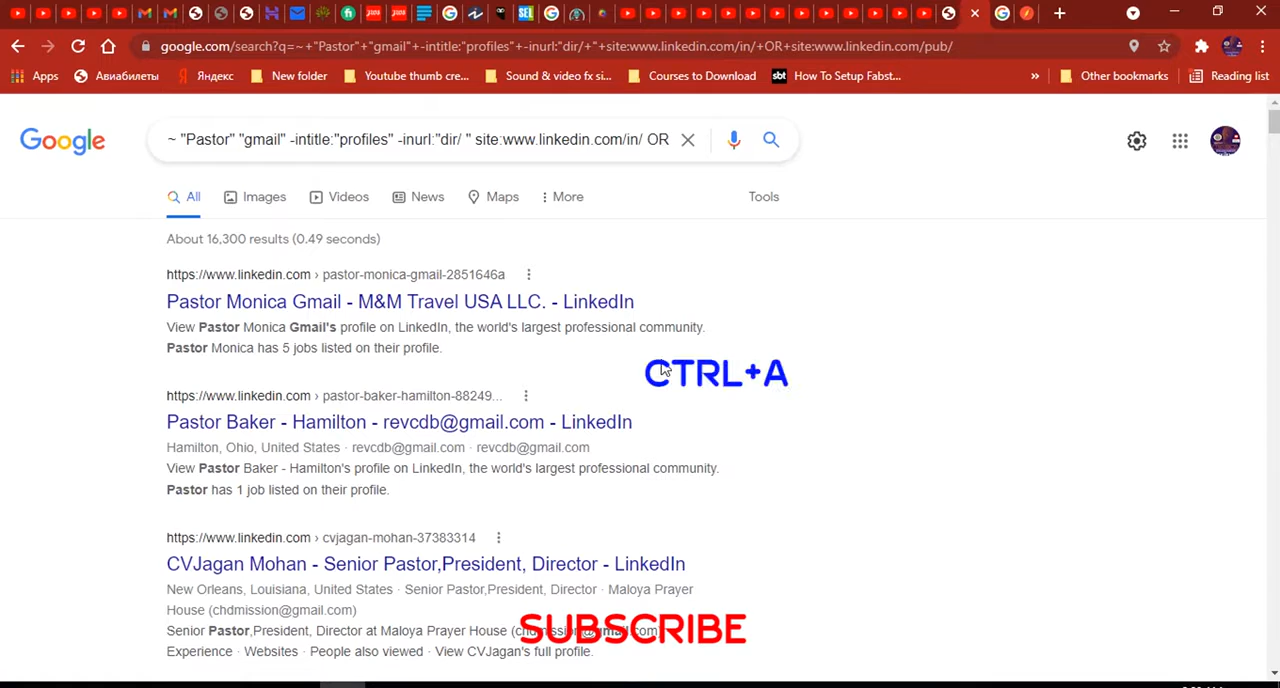 google.com/search?q=~+"Pastor"+"gmail"+-intitle:"profiles"+-inurl:"dir/+"+site:www.linkedin.com/in/+OR+site:www.linkedin.com/pub/
Apps Авиабилеты Яндекс New folder Youtube thumb cre... Sound & video fx si... Courses to Download sbt How To Setup Fabst... » Other bookmarks Reading list
Google ~ "Pastor" "gmail" -intitle:"profiles" -inurl:"dir/ " site:www.linkedin.com/in/ OR
All Images Videos News Maps More Tools
About 16,300 results (0.49 seconds)
https://www.linkedin.com › pastor-monica-gmail-2851646a
Pastor Monica Gmail - M&M Travel USA LLC. - LinkedIn
View Pastor Monica Gmail's profile on LinkedIn, the world's largest professional community.
Pastor Monica has 5 jobs listed on their profile.
CTRL+A
https://www.linkedin.com › pastor-baker-hamilton-88249...
Pastor Baker - Hamilton - revcdb@gmail.com - LinkedIn
Hamilton, Ohio, United States · revcdb@gmail.com · revcdb@gmail.com
View Pastor Baker - Hamilton's profile on LinkedIn, the world's largest professional community.
Pastor has 1 job listed on their profile.
https://www.linkedin.com › cvjagan-mohan-37383314
CVJagan Mohan - Senior Pastor,President, Director - LinkedIn
New Orleans, Louisiana, United States · Senior Pastor,President, Director · Maloya Prayer
House (chdmission@gmail.com)
Senior Pastor,President, Director at Maloya Prayer House (chdmission@gmail.com)
SUBSCRIBE
Experience · Websites · People also viewed · View CVJagan's full profile.